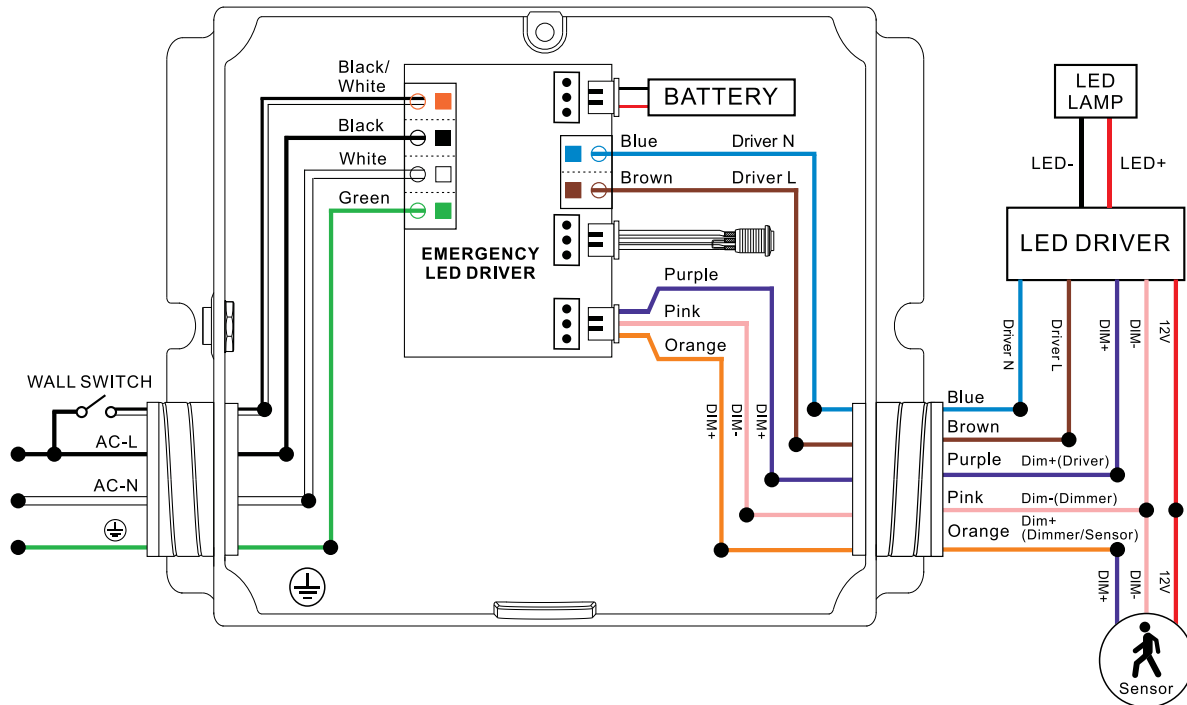 Black/
White
Black
White
Green
EMERGENCY
LED DRIVER
BATTERY
Blue
Driver N
Brown
Driver L
Purple
Pink
Orange
DIM+
DIM-
DIM+
WALL SWITCH
AC-L
AC-N
LED
LAMP
LED-
LED+
LED DRIVER
Driver N
Driver L
DIM+
DIM-
12V
Blue
Brown
Purple
Dim+(Driver)
Pink
Dim-(Dimmer)
Orange
Dim+
(Dimmer/Sensor)
DIM+
DIM-
12V
Sensor